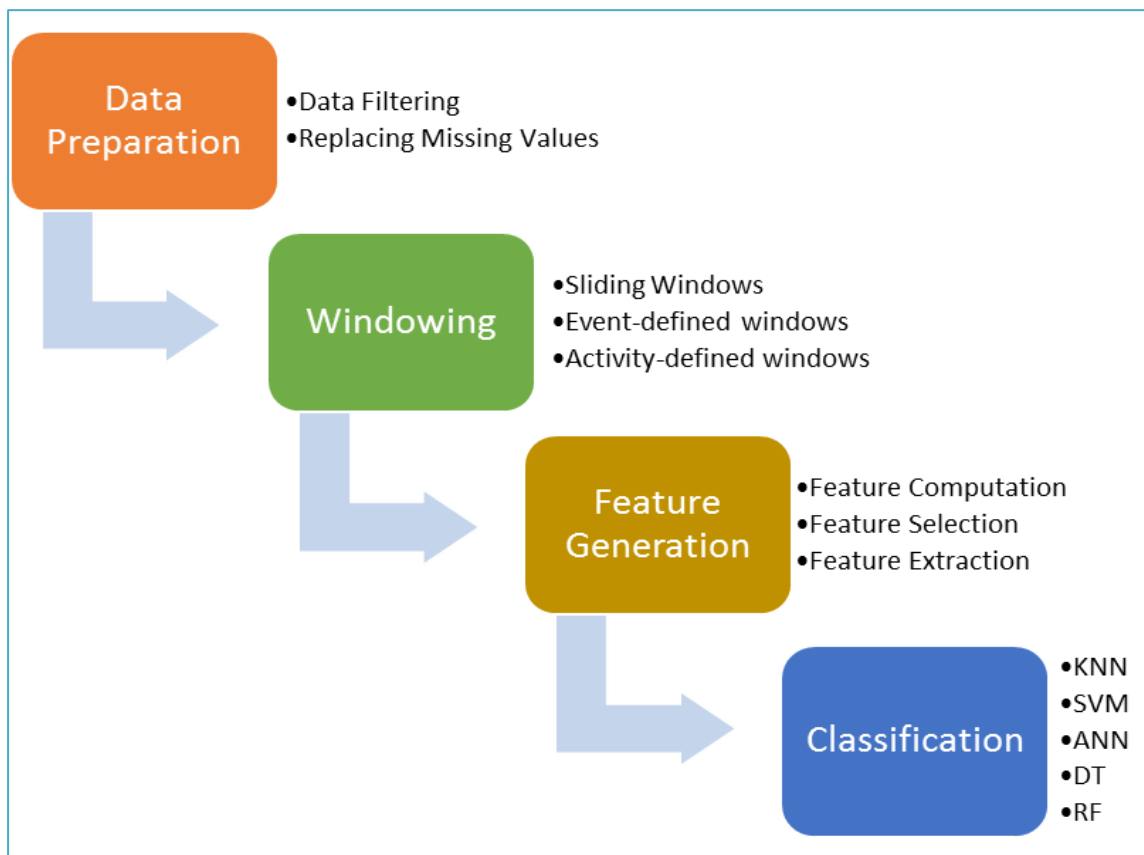 Data
Preparation
•Data Filtering
•Replacing Missing Values
Windowing
•Sliding Windows
•Event-defined windows
•Activity-defined windows
Feature
Generation
•Feature Computation
•Feature Selection
•Feature Extraction
Classification
•KNN
•SVM
•ANN
•DT
•RF